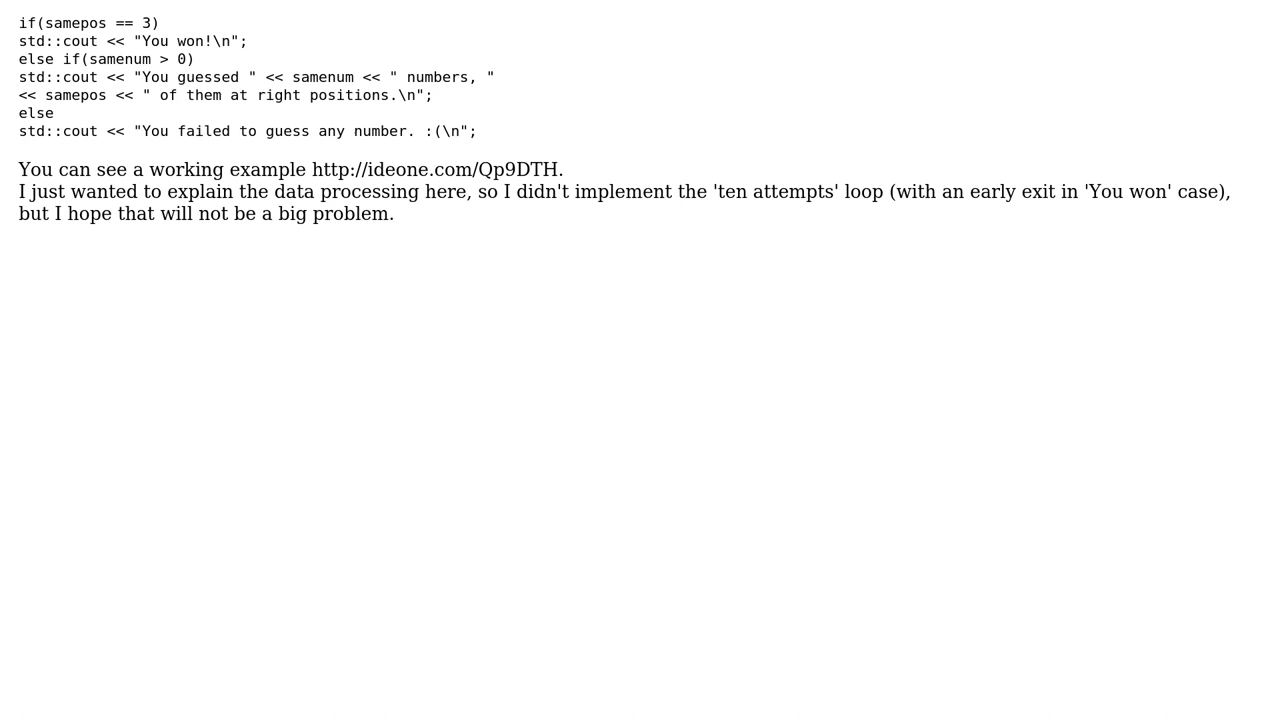 if(samepos == 3)
std::cout << "You won!\n";
else if(samenum > 0)
std::cout << "You guessed " << samenum << " numbers, "
<< samepos << " of them at right positions.\n";
else
std::cout << "You failed to guess any number. :(\n";
You can see a working example http://ideone.com/Qp9DTH.
I just wanted to explain the data processing here, so I didn't implement the 'ten attempts' loop (with an early exit in 'You won' case),
but I hope that will not be a big problem.